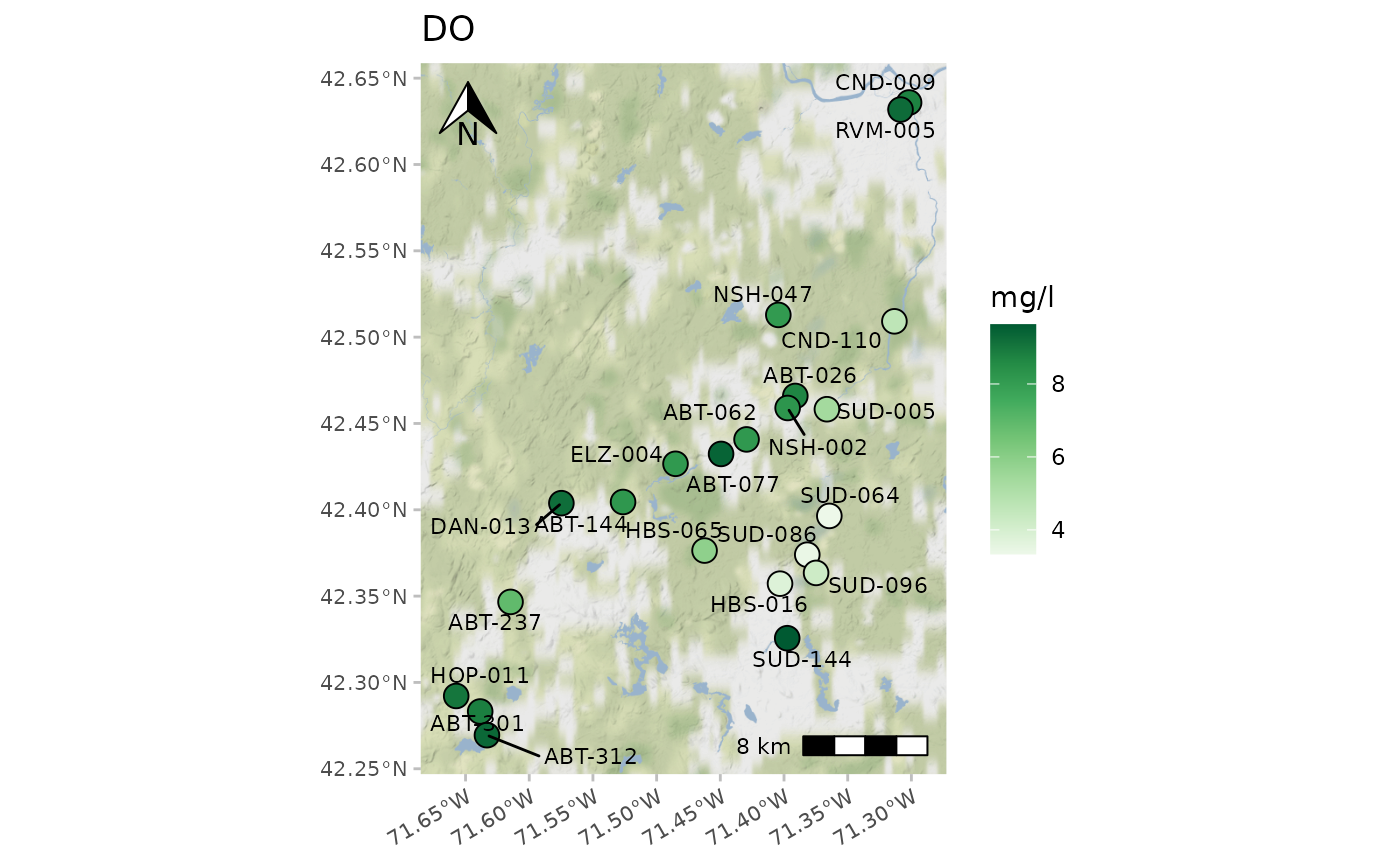 DO
42.65°N
42.60°N
42.55°N
42.50°N
42.45°N
42.40°N
42.35°N
42.30°N
42.25°N
N
CND-009
RVM-005
NSH-047
CND-110
ABT-026
ABT-062
SUD-005
NSH-002
ELZ-004
ABT-077
SUD-064
DAN-013
ABT-144
HBS-065
SUD-086
SUD-096
HBS-016
ABT-237
SUD-144
HOP-011
ABT-301
ABT-312
8 km
71.65°W
71.60°W
71.55°W
71.50°W
71.45°W
71.40°W
71.35°W
71.30°W
mg/l
8
6
4